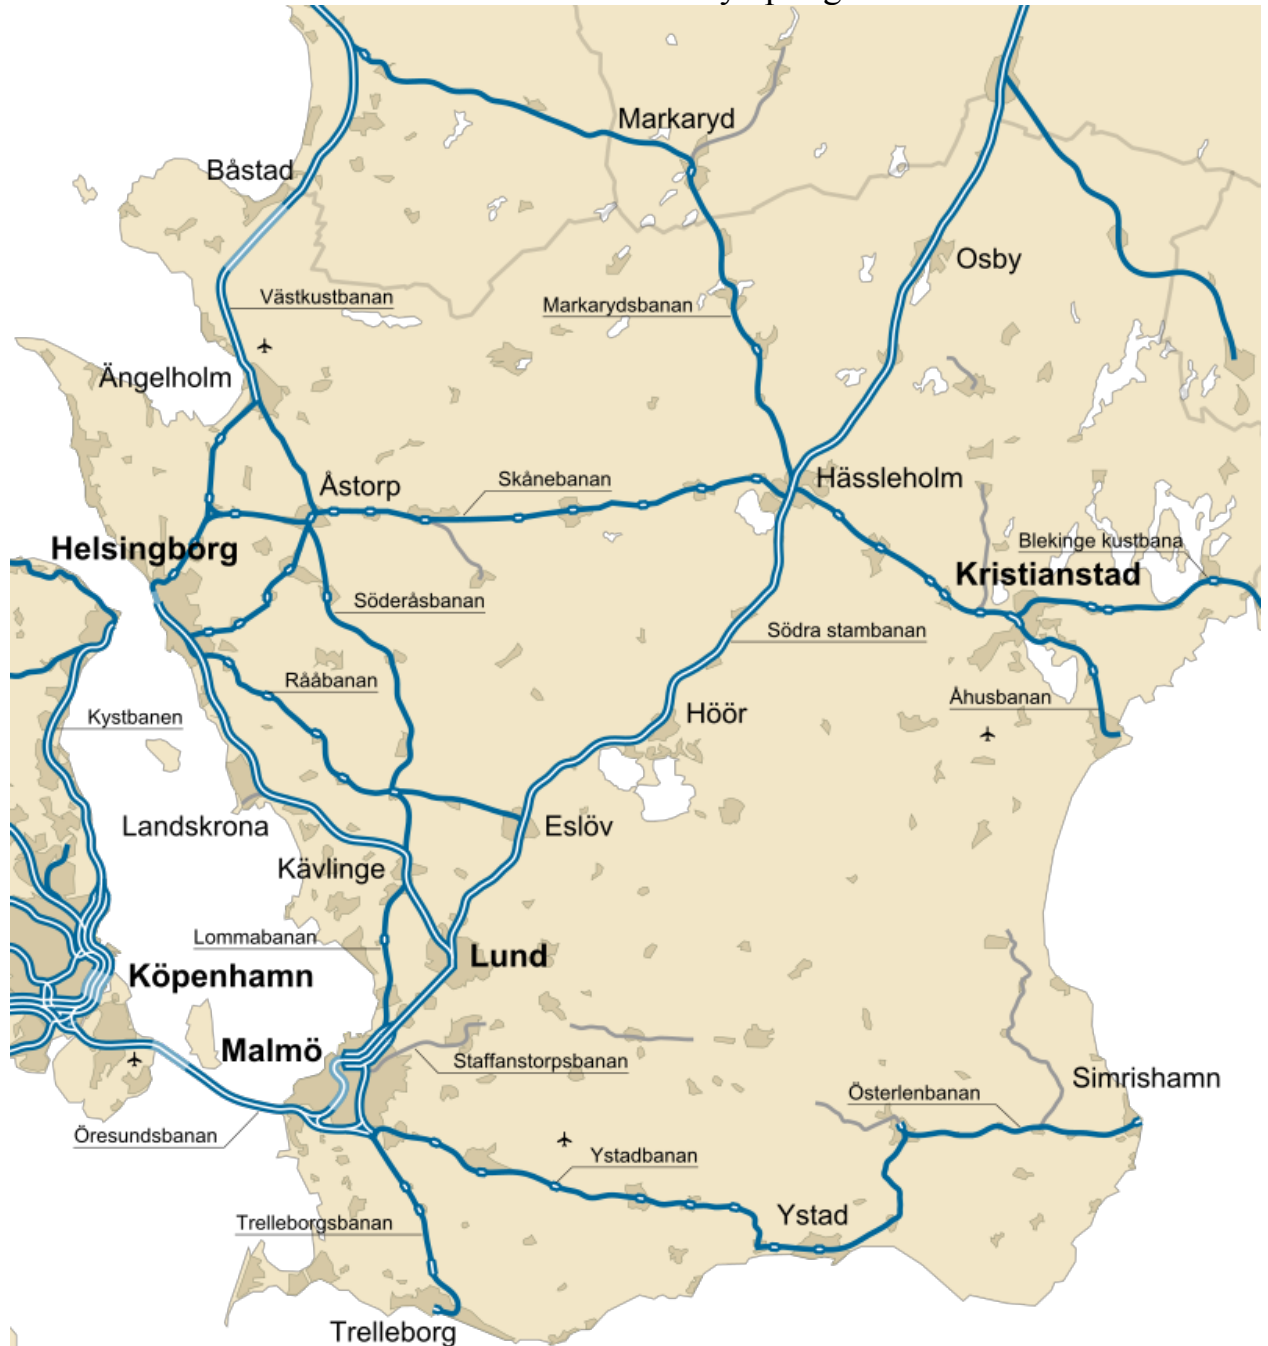 Markaryd
Båstad
Osby
Västkustbanan
Markarydsbanan
Ängelholm
Hässleholm
Skånebanan
Åstorp
Helsingborg
Blekinge kustbana
Kristianstad
Söderåsbanan
Södra stambanan
Rååbanan
Åhusbanan
Kystbanen
Höör
Landskrona
Eslöv
Kävlinge
Lommabanan
Lund
Köpenhamn
Malmö
Staffanstorpsbanan
Simrishamn
Österlenbanan
Öresundsbanan
Ystadbanan
Ystad
Trelleborgsbanan
Trelleborg